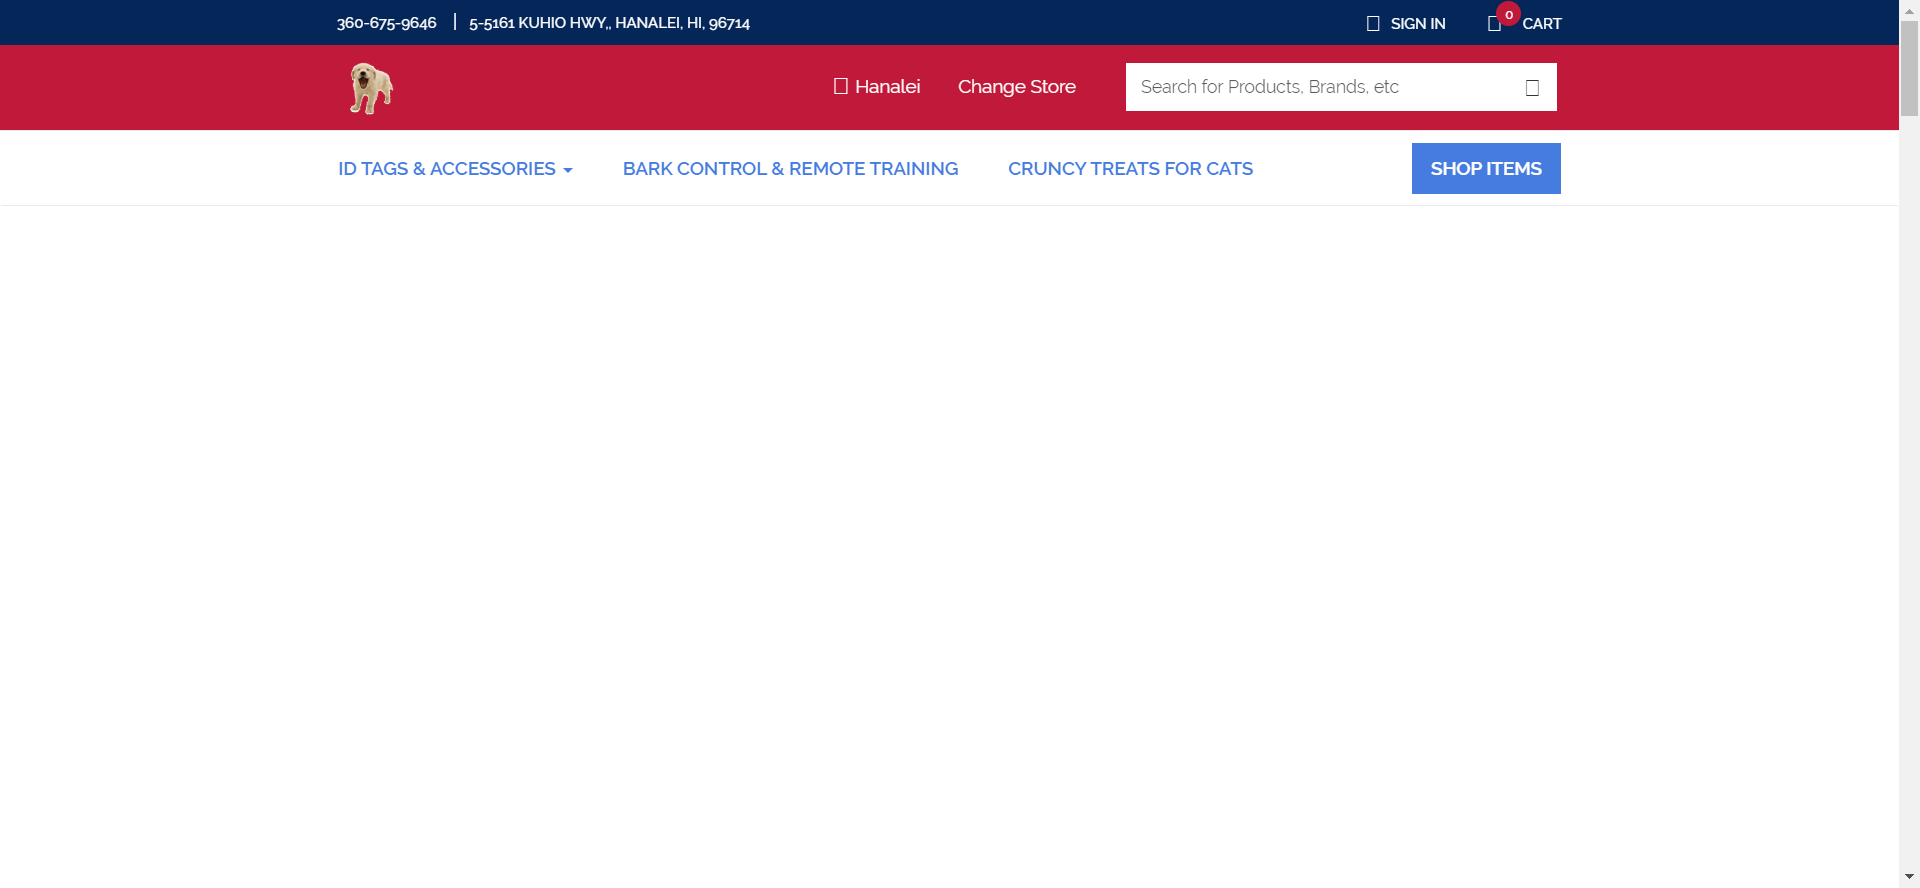 360-675-9646 | 5-5161 KUHIO HWY,, HANALEI, HI, 96714
SIGN IN
0
CART
Hanalei
Change Store
Search for Products, Brands, etc
ID TAGS & ACCESSORIES
BARK CONTROL & REMOTE TRAINING
CRUNCY TREATS FOR CATS
SHOP ITEMS